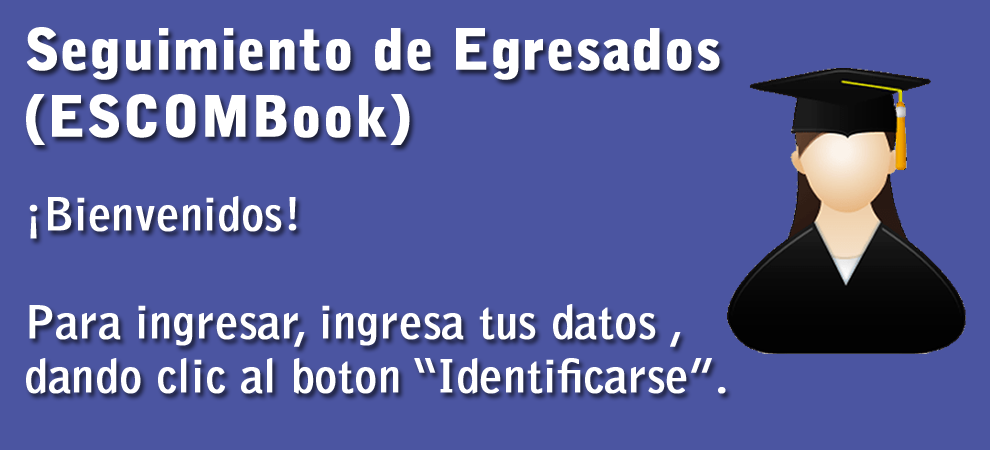 Seguimiento de Egresados
(ESCOMBook)
¡Bienvenidos!
Para ingresar, ingresa tus datos ,
dando clic al boton “Identificarse”.